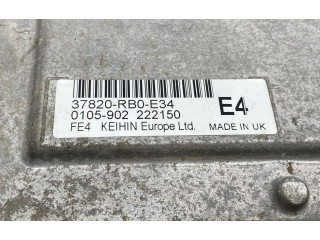 37820-RB0-E34
0105-902 222150
E4
FE4 KEIHIN Europe Ltd. MADE IN UK